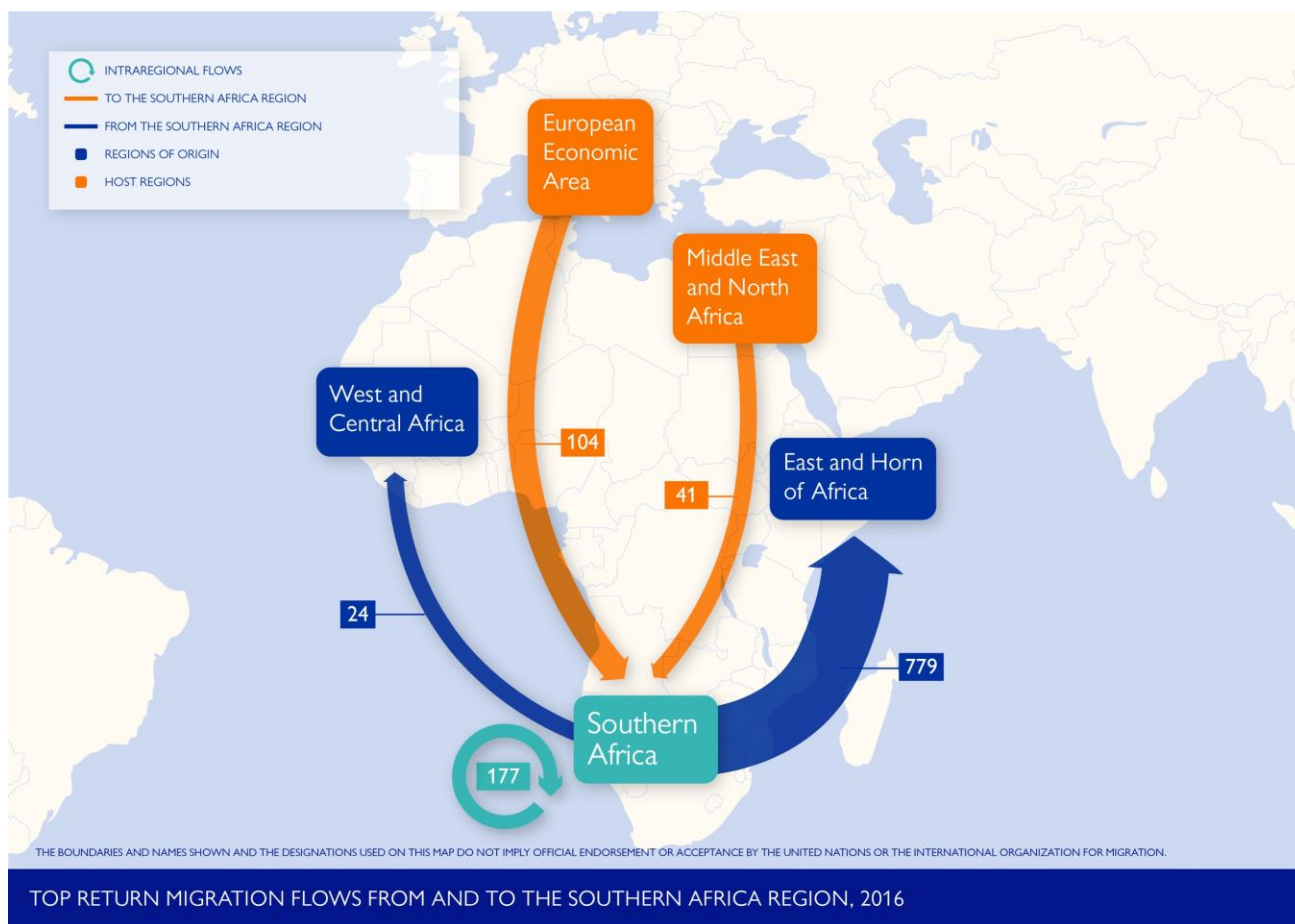 INTRAREGIONAL FLOWS
TO THE SOUTHERN AFRICA REGION
FROM THE SOUTHERN AFRICA REGION
REGIONS OF ORIGIN
HOST REGIONS
European
Economic
Area
Middle East
and North
Africa
West and
Central Africa
104
East and Horn
of Africa
41
24
779
Southern
Africa
177
THE BOUNDARIES AND NAMES SHOWN AND THE DESIGNATIONS USED ON THIS MAP DO NOT IMPLY OFFICIAL ENDORSEMENT OR ACCEPTANCE BY THE UNITED NATIONS OR THE INTERNATIONAL ORGANIZATION FOR MIGRATION.
TOP RETURN MIGRATION FLOWS FROM AND TO THE SOUTHERN AFRICA REGION, 2016